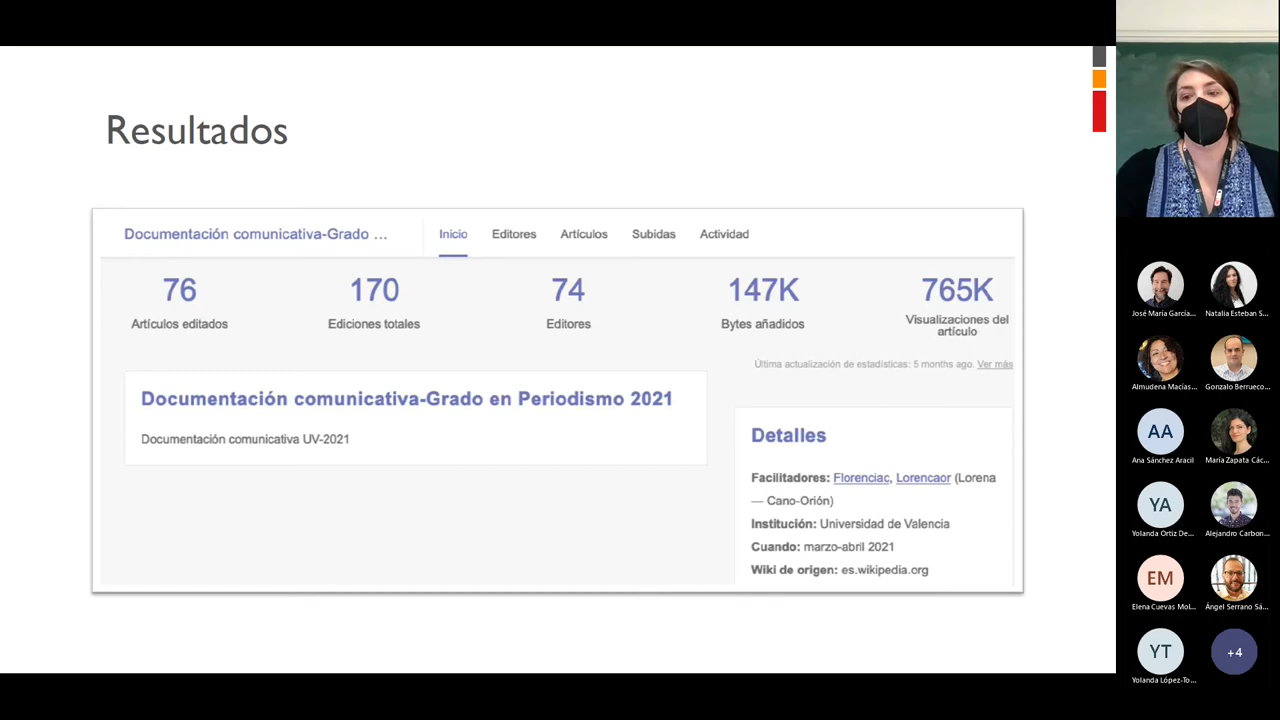 Resultados
Documentación comunicativa-Grado ...
Inicio
Editores
Artículos
Subidas
Actividad
76
170
74
147K
765K
Artículos editados
Ediciones totales
Editores
Bytes añadidos
Visualizaciones del
artículo
Última actualización de estadísticas: 5 months ago. Ver más
Documentación comunicativa-Grado en Periodismo 2021
Documentación comunicativa UV-2021
Detalles
Facilitadores: Florenciac, Lorencaor (Lorena
— Cano-Orión)
Institución: Universidad de Valencia
Cuando: marzo-abril 2021
Wiki de origen: es.wikipedia.org
José María García...
Natalia Esteban S...
Almudena Macías...
Gonzalo Berrueco...
AA
Ana Sánchez Aracil
María Zapata Các...
YA
Yolanda Ortiz De...
Alejandro Carbon...
EM
Elena Cuevas Mol...
Ángel Serrano Sá...
YT
Yolanda López-To...
+4